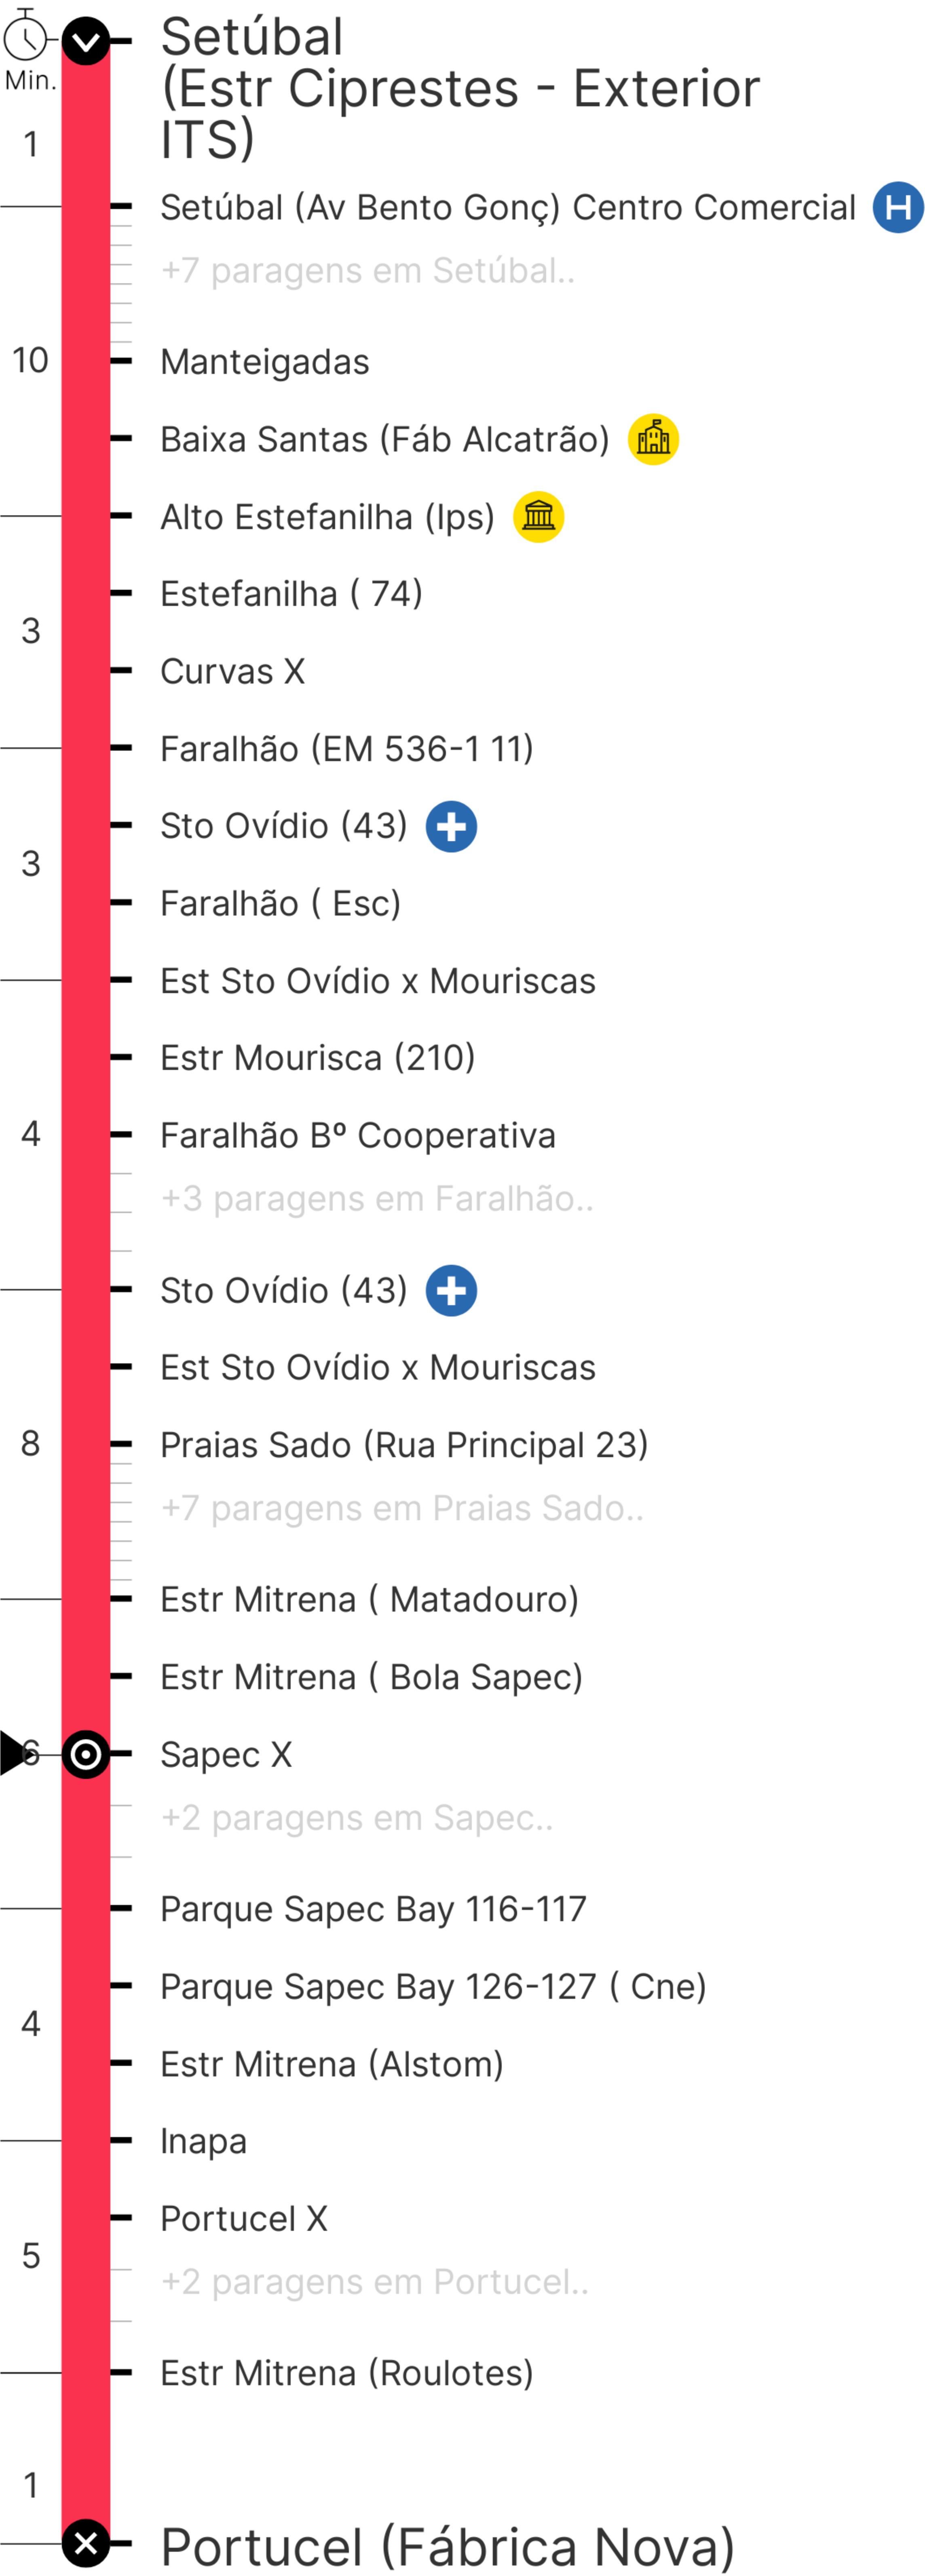 Setúbal
Min.
(Estr Ciprestes - Exterior
ITS)
1
Setúbal (Av Bento Gonç) Centro Comercial H
+7 paragens em Setúbal..
10
Manteigadas
Baixa Santas (Fáb Alcatrão)
Alto Estefanilha (Ips)
Estefanilha ( 74)
3
Curvas X
Faralhão (EM 536-1 11)
Sto Ovídio (43)
3
Faralhão ( Esc)
Est Sto Ovídio x Mouriscas
Estr Mourisca (210)
4
Faralhão Bº Cooperativa
+3 paragens em Faralhão..
Sto Ovídio (43)
Est Sto Ovídio x Mouriscas
8
Praias Sado (Rua Principal 23)
+7 paragens em Praias Sado..
Estr Mitrena ( Matadouro)
Estr Mitrena ( Bola Sapec)
6
Sapec X
+2 paragens em Sapec..
Parque Sapec Bay 116-117
Parque Sapec Bay 126-127 ( Cne)
4
Estr Mitrena (Alstom)
Inapa
Portucel X
5
+2 paragens em Portucel..
Estr Mitrena (Roulotes)
1
Portucel (Fábrica Nova)